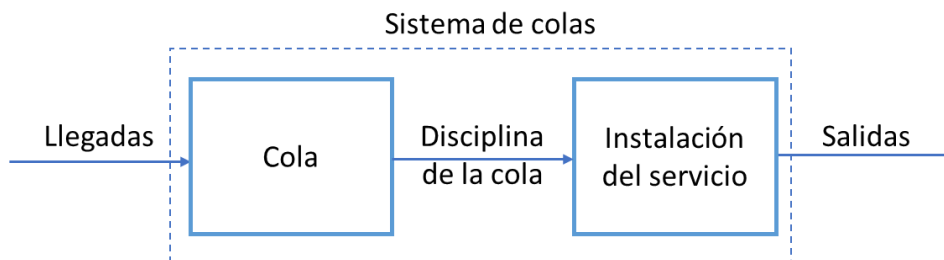 Sistema de colas
Llegadas
Cola
Disciplina
de la cola
Instalación
del servicio
Salidas